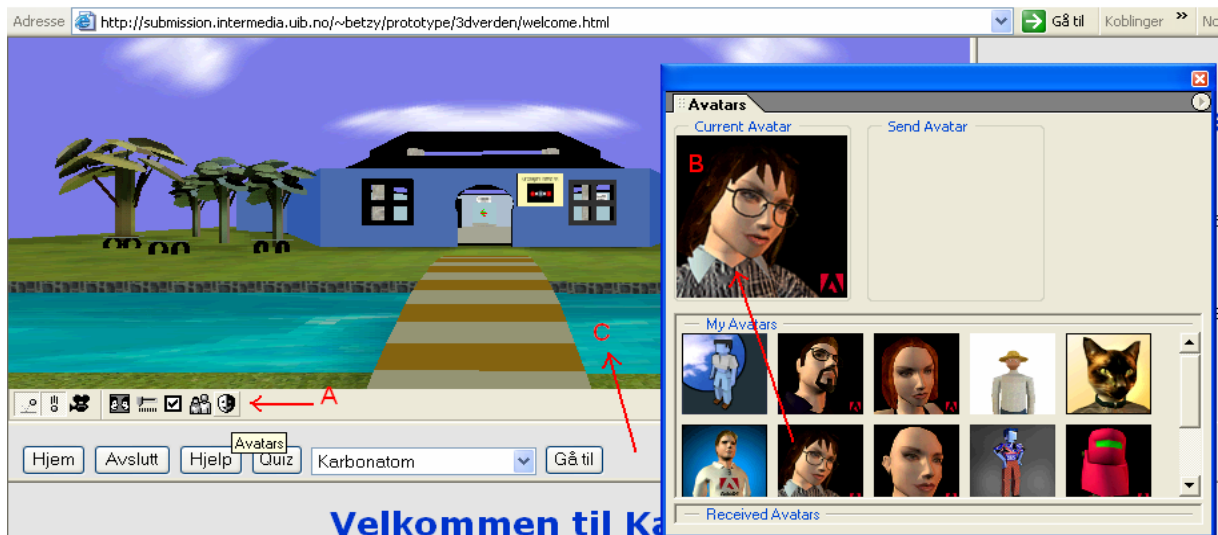 Adresse http://submission.intermedia.uib.no/~betzy/prototype/3dverden/welcome.html Gå til Koblinger »
Avatars
Current Avatar Send Avatar
B
My Avatars
C
A
Avatars
Hjem Avslutt Hjelp Quiz Karbonatom Gå til
Velkommen til Ka
Received Avatars